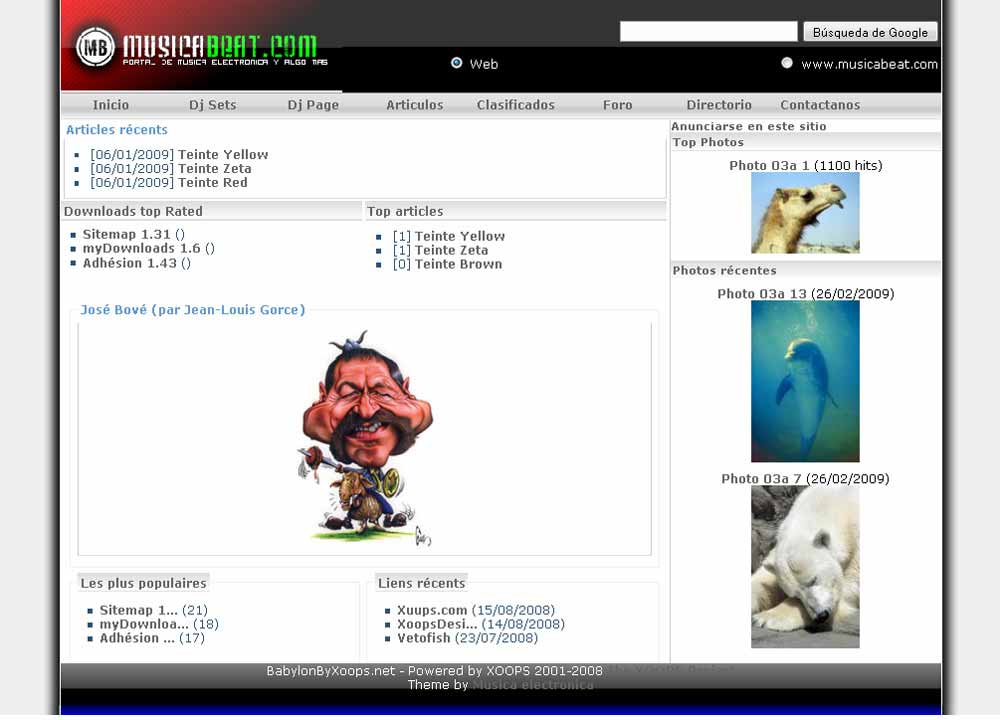 MB MUSICABEAT.COM
PORTAL DE MUSICA ELECTRONICA Y ALGO MAS
Búsqueda de Google
Web
www.musicabeat.com
Inicio Dj Sets Dj Page Articulos Clasificados Foro Directorio Contactanos
Articles récents
[06/01/2009] Teinte Yellow
[06/01/2009] Teinte Zeta
[06/01/2009] Teinte Red
Downloads top Rated
Sitemap 1.31 ()
myDownloads 1.6 ()
Adhésion 1.43 ()
Top articles
[1] Teinte Yellow
[1] Teinte Zeta
[0] Teinte Brown
José Bové (par Jean-Louis Gorce)
Les plus populaires
Sitemap 1... (21)
myDownloa... (18)
Adhésion ... (17)
Liens récents
Xuups.com (15/08/2008)
XoopsDesi... (14/08/2008)
Vetofish (23/07/2008)
Anunciarse en este sitio
Top Photos
Photo 03a 1 (1100 hits)
Photos récentes
Photo 03a 13 (26/02/2009)
Photo 03a 7 (26/02/2009)
BabylonByXoops.net - Powered by XOOPS 2001-2008 The XOOPS Project
Theme by Musica electronica